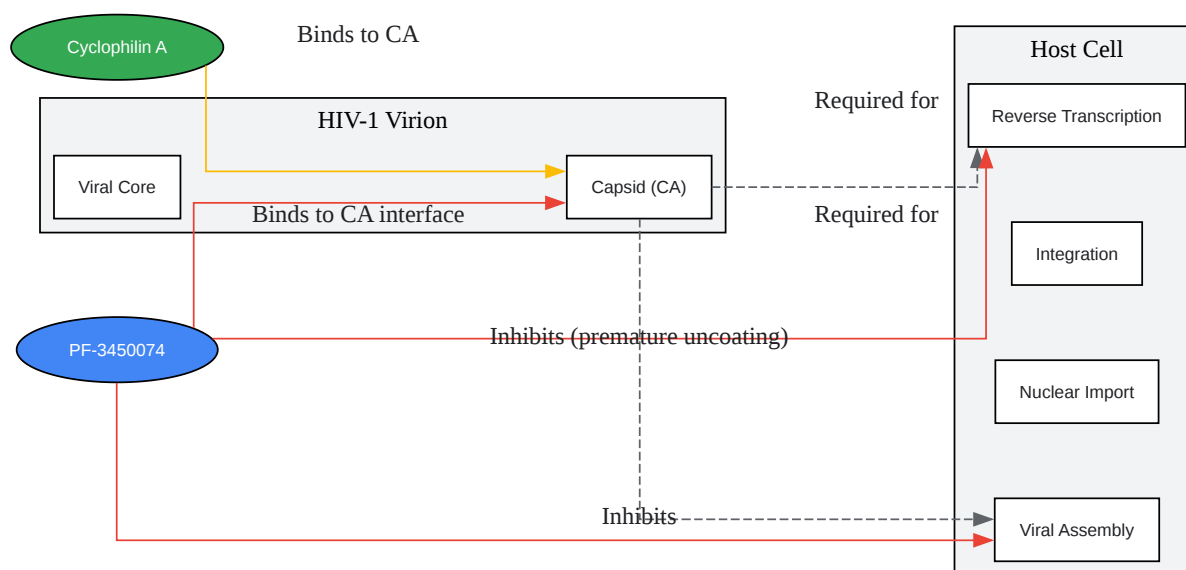 Cyclophilin A
Binds to CA
Host Cell
Required for
Reverse Transcription
HIV-1 Virion
Viral Core
Capsid (CA)
Binds to CA interface
Required for
Integration
PF-3450074
Inhibits (premature uncoating)
Nuclear Import
Inhibits
Viral Assembly